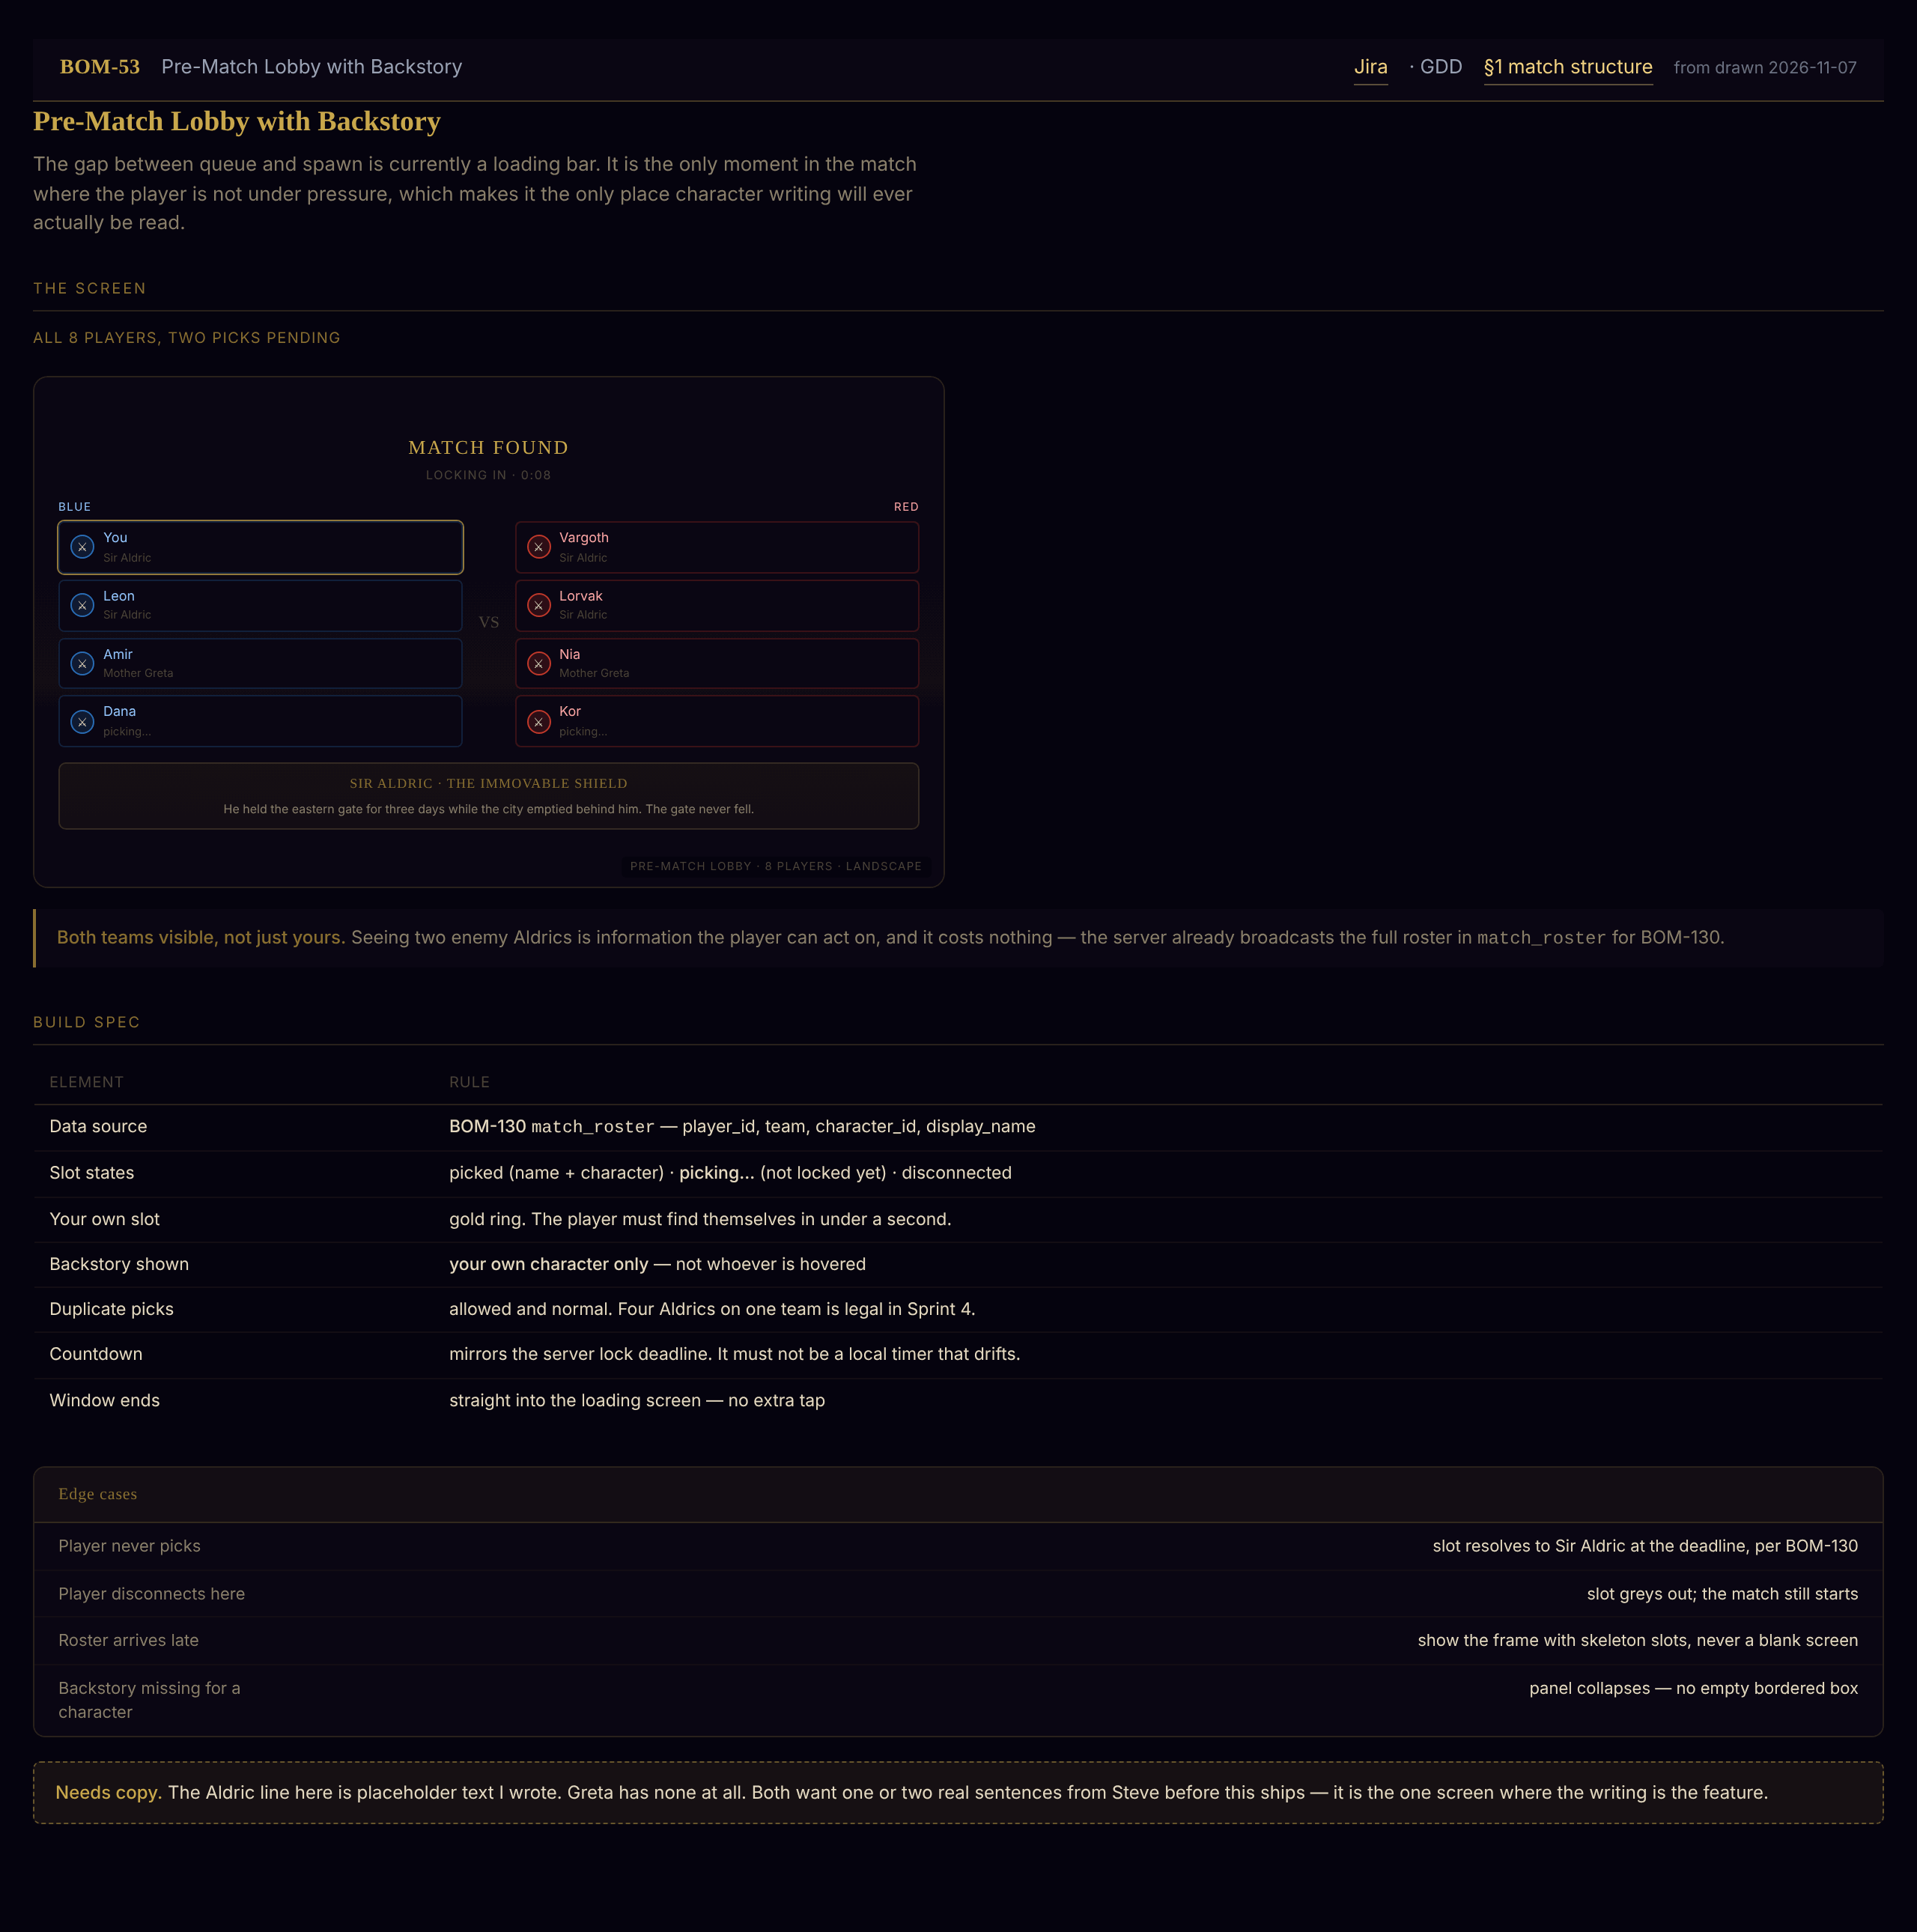 BOM-53 Pre-Match Lobby with Backstory Jira · GDD §1 match structure from drawn 2026-11-07
Pre-Match Lobby with Backstory
The gap between queue and spawn is currently a loading bar. It is the only moment in the match
where the player is not under pressure, which makes it the only place character writing will ever
actually be read.
THE SCREEN
ALL 8 PLAYERS, TWO PICKS PENDING
MATCH FOUND
LOCKING IN · 0:08
BLUE
You
Sir Aldric
Leon
Sir Aldric
Amir
Mother Greta
Dana
picking...
VS
RED
Vargoth
Sir Aldric
Lorvak
Sir Aldric
Nia
Mother Greta
Kor
picking...
SIR ALDRIC · THE IMMOVABLE SHIELD
He held the eastern gate for three days while the city emptied behind him. The gate never fell.
PRE-MATCH LOBBY · 8 PLAYERS · LANDSCAPE
Both teams visible, not just yours. Seeing two enemy Aldrics is information the player can act on, and it costs nothing — the server already broadcasts the full roster in match_roster for BOM-130.
BUILD SPEC
ELEMENT RULE
Data source BOM-130 match_roster — player_id, team, character_id, display_name
Slot states picked (name + character) · picking... (not locked yet) · disconnected
Your own slot gold ring. The player must find themselves in under a second.
Backstory shown your own character only — not whoever is hovered
Duplicate picks allowed and normal. Four Aldrics on one team is legal in Sprint 4.
Countdown mirrors the server lock deadline. It must not be a local timer that drifts.
Window ends straight into the loading screen — no extra tap
Edge cases
Player never picks slot resolves to Sir Aldric at the deadline, per BOM-130
Player disconnects here slot greys out; the match still starts
Roster arrives late show the frame with skeleton slots, never a blank screen
Backstory missing for a panel collapses — no empty bordered box
character
Needs copy. The Aldric line here is placeholder text I wrote. Greta has none at all. Both want one or two real sentences from Steve before this ships — it is the one screen where the writing is the feature.